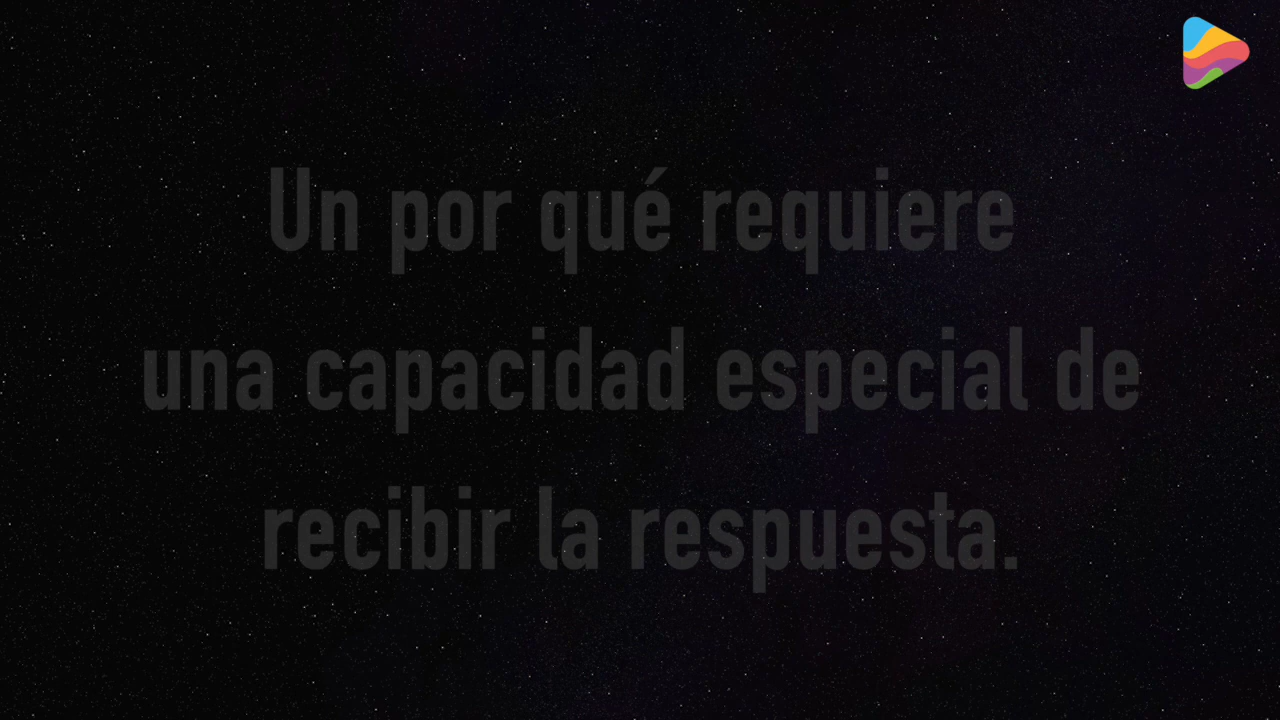 Un por qué requiere
una capacidad especial de
recibir la respuesta.